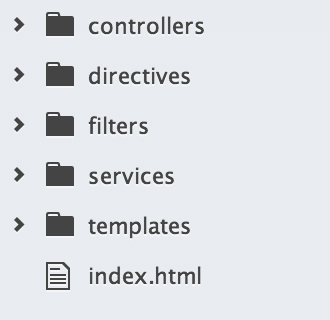 controllers
directives
filters
services
templates
index.html